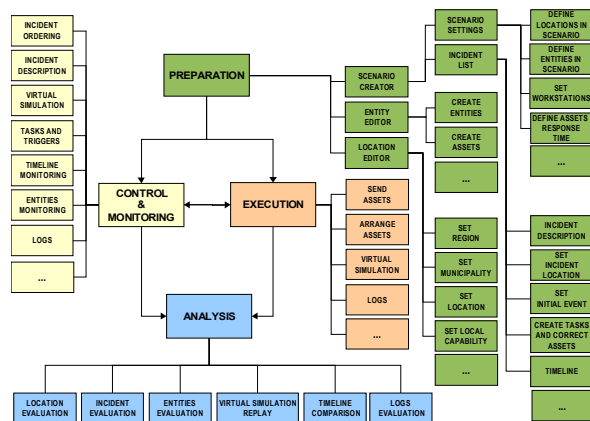 INCIDENT
ORDERING
INCIDENT
DESCRIPTION
VIRTUAL
SIMULATION
TASKS AND
TRIGGERS
TIMELINE
MONITORING
ENTITIES
MONITORING
LOGS
...
PREPARATION
CONTROL
&
MONITORING
EXECUTION
ANALYSIS
SCENARIO
CREATOR
ENTITY
EDITOR
LOCATION
EDITOR
SEND
ASSETS
ARRANGE
ASSETS
VIRTUAL
SIMULATION
LOGS
...
SCENARIO
SETTINGS
INCIDENT
LIST
CREATE
ENTITIES
CREATE
ASSETS
...
SET
REGION
SET
MUNICIPALITY
SET
LOCATION
SET LOCAL
CAPABILITY
...
DEFINE
LOCATIONS IN
SCENARIO
DEFINE
ENTITIES IN
SCENARIO
SET
WORKSTATIONS
DEFINE ASSETS
RESPONSE
TIME
...
INCIDENT
DESCRIPTION
SET
INCIDENT
LOCATION
SET
INITIAL EVENT
CREATE TASKS
AND CORRECT
ASSETS
TIMELINE
...
LOCATION
EVALUATION
INCIDENT
EVALUATION
ENTITIES
EVALUATION
VIRTUAL SIMULATION
REPLAY
TIMELINE
COMPARISON
LOGS
EVALUATION